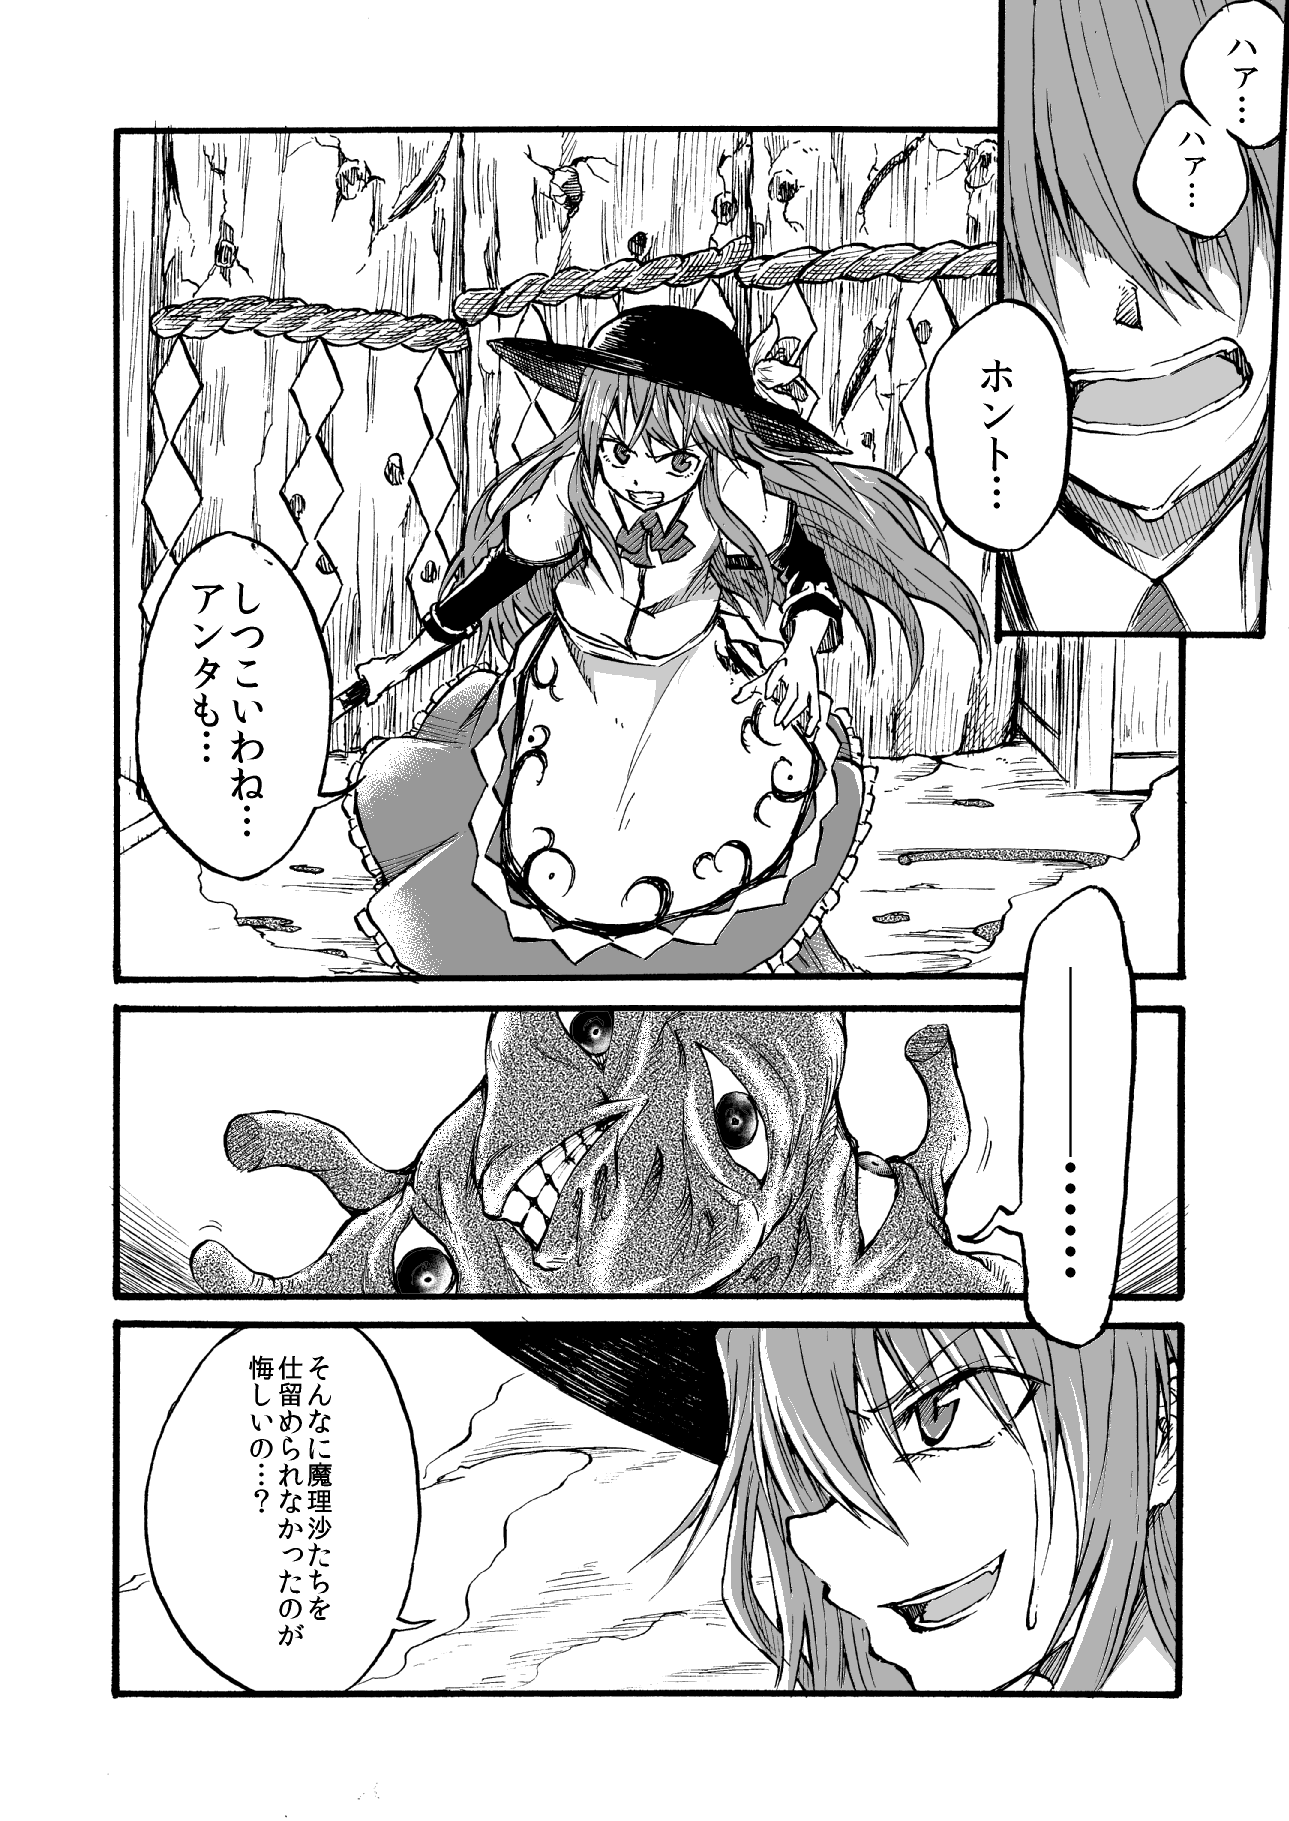 ハァ…
ハァ…
ホント…
しつこいわね…
アンタも…
――………
そんなに魔理沙たちを
仕留められなかったのが
悔しいの…？